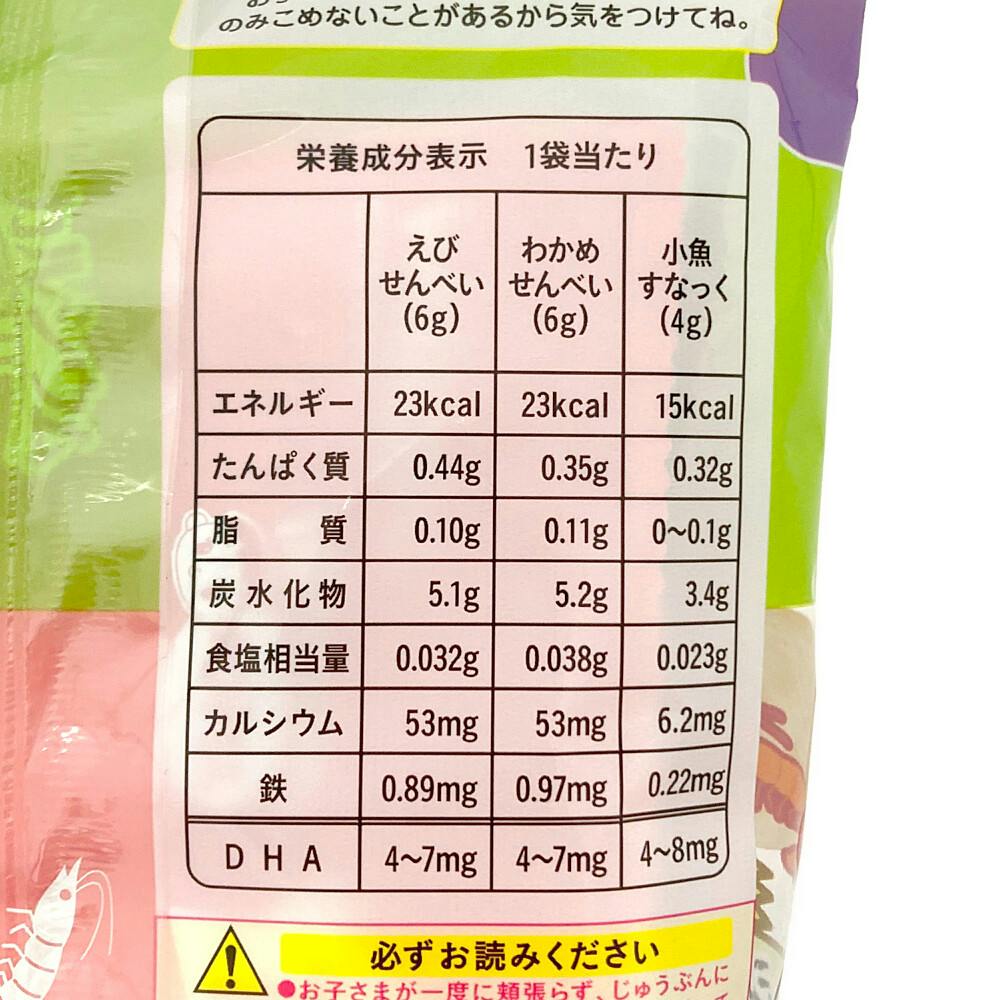 のみこめないことがあるから気をつけてね。
栄養成分表示 1袋当たり
えびせんべい(6g) わかめせんべい(6g) 小魚すなっく(4g)
エネルギー 23kcal 23kcal 15kcal
たんぱく質 0.44g 0.35g 0.32g
脂質 0.10g 0.11g 0~0.1g
炭水化物 5.1g 5.2g 3.4g
食塩相当量 0.032g 0.038g 0.023g
カルシウム 53mg 53mg 6.2mg
鉄 0.89mg 0.97mg 0.22mg
DHA 4~7mg 4~7mg 4~8mg
必ずお読みください
●お子さまが一度に頬張らず、じゅうぶんに